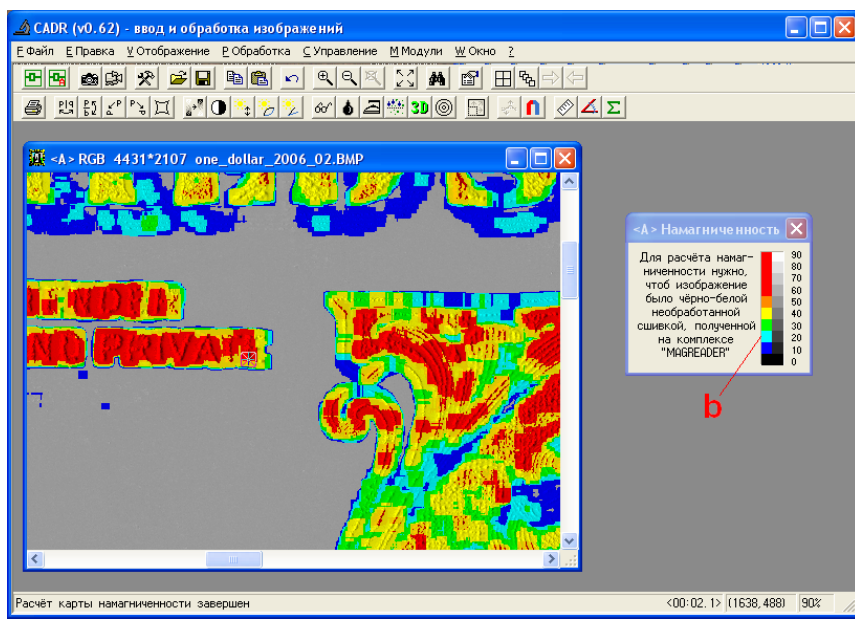 CADR (v0.62) - ввод и обработка изображений
F Файл E Правка V Отображение P Обработка C Управление M Модули W Окно ?
3D
Σ
<A> RGB 4431*2107 one_dollar_2006_02.BMP
ND PRIVATE
<A> Намагниченность
Для расчёта намаг-
ниченности нужно,
чтоб изображение
было чёрно-белой
необработанной
сшивкой, полученной
на комплексе
"MAGREADER"
90
80
70
60
50
40
30
20
10
0
b
Расчёт карты намагниченности завершен
<00:02.1> (1638,488) 90%